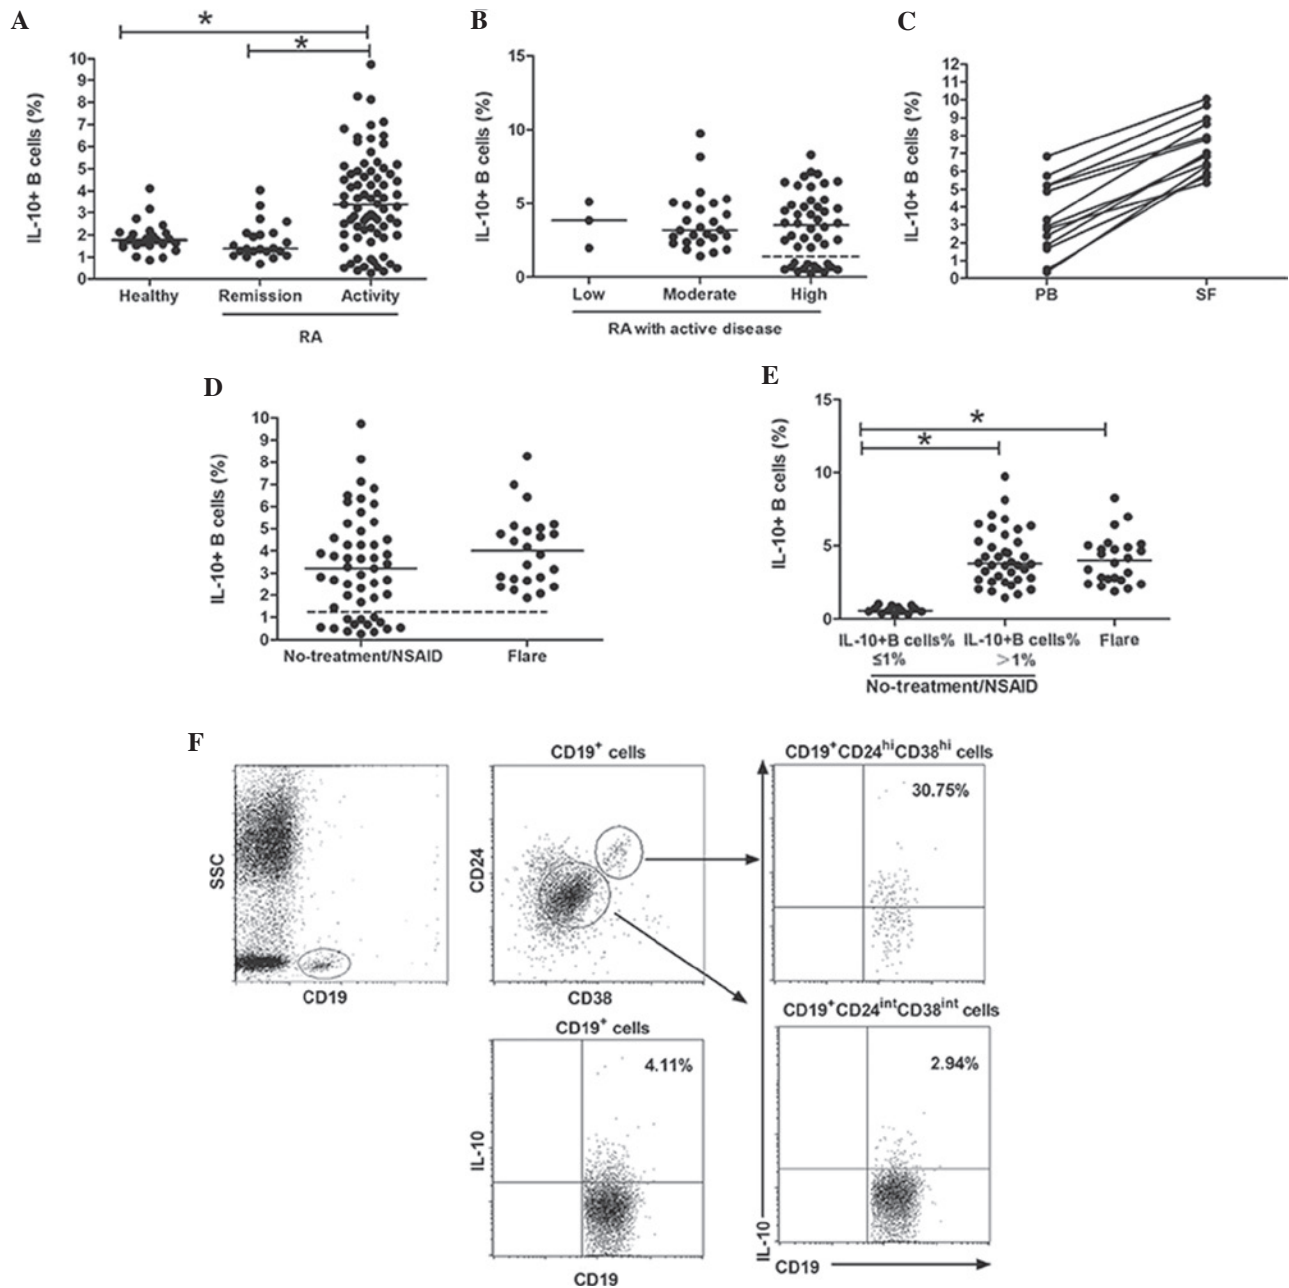 A
*
*
IL-10+ B cells (%)
10
9
8
7
6
5
4
3
2
1
0
Healthy
Remission
Activity
RA
B
IL-10+ B cells (%)
15
10
5
0
Low
Moderate
High
RA with active disease
C
IL-10+ B cells (%)
12
11
10
9
8
7
6
5
4
3
2
1
0
PB
SF
D
IL-10+ B cells (%)
10
9
8
7
6
5
4
3
2
1
0
No-treatment/NSAID
Flare
E
*
*
IL-10+ B cells (%)
15
10
5
0
IL-10+B cells%
≤1%
IL-10+B cells%
>1%
Flare
No-treatment/NSAID
F
SSC
CD19
CD19⁺ cells
CD24
CD38
CD19⁺CD24ʰⁱCD38ʰⁱ cells
30.75%
CD19⁺ cells
4.11%
IL-10
CD19
CD19⁺CD24ⁱⁿᵗCD38ⁱⁿᵗ cells
2.94%
IL-10
CD19